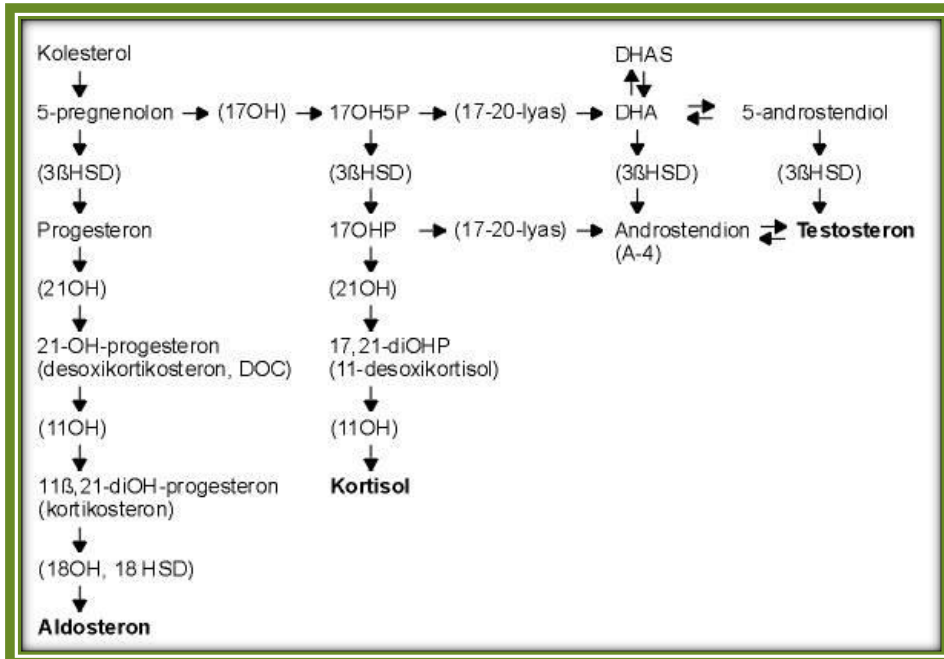 Kolesterol DHAS
5-pregnenolon (17OH) 17OH5P (17-20-lyas) DHA 5-androstendiol
(3ßHSD) (3ßHSD) (3ßHSD) (3ßHSD)
Progesteron 17OHP (17-20-lyas) Androstendion Testosteron
(A-4)
(21OH) (21OH)
21-OH-progesteron 17,21-diOHP
(desoxikortikosteron, DOC) (11-desoxikortisol)
(11OH) (11OH)
11ß,21-diOH-progesteron Kortisol
(kortikosteron)
(18OH, 18 HSD)
Aldosteron